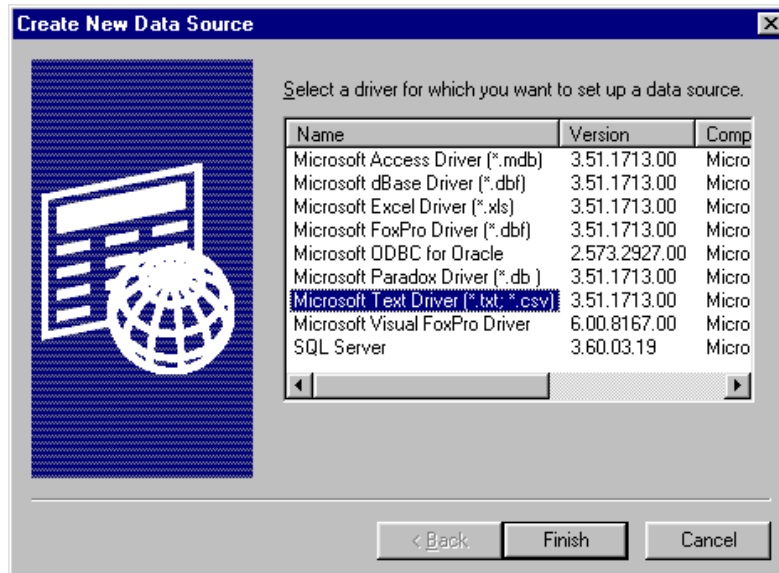 Create New Data Source
Select a driver for which you want to set up a data source.
Name Version Comp
Microsoft Access Driver (*.mdb) 3.51.1713.00 Micro
Microsoft dBase Driver (*.dbf) 3.51.1713.00 Micro
Microsoft Excel Driver (*.xls) 3.51.1713.00 Micro
Microsoft FoxPro Driver (*.dbf) 3.51.1713.00 Micro
Microsoft ODBC for Oracle 2.573.2927.00 Micro
Microsoft Paradox Driver (*.db ) 3.51.1713.00 Micro
Microsoft Text Driver (*.txt; *.csv) 3.51.1713.00 Micro
Microsoft Visual FoxPro Driver 6.00.8167.00 Micro
SQL Server 3.60.03.19 Micro
< Back Finish Cancel